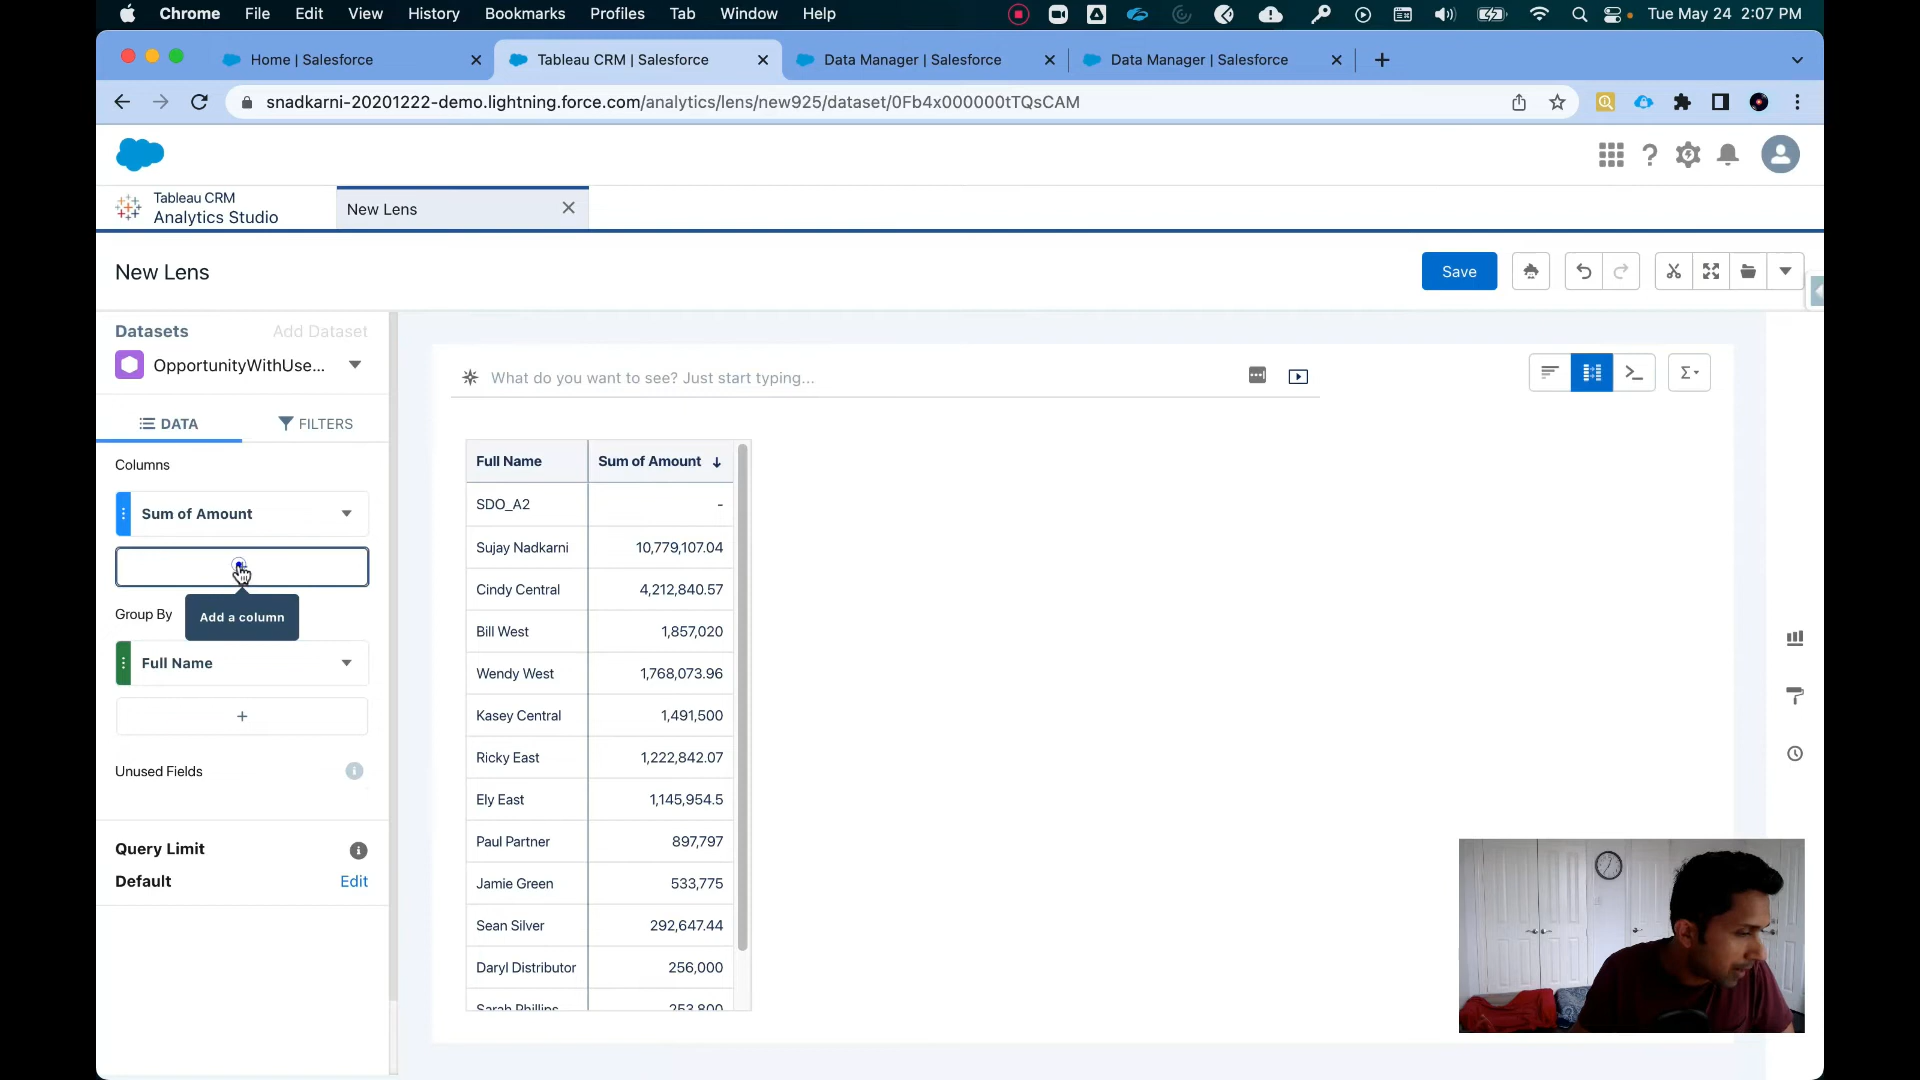 Chrome File Edit View History Bookmarks Profiles Tab Window Help Tue May 24 2:07 PM
Home | Salesforce Tableau CRM | Salesforce Data Manager | Salesforce Data Manager | Salesforce
snadkarni-20201222-demo.lightning.force.com/analytics/lens/new925/dataset/0Fb4x000000tTQsCAM
Tableau CRM
Analytics Studio
New Lens
New Lens
Save
Datasets Add Dataset
OpportunityWithUse...
What do you want to see? Just start typing...
DATA FILTERS
Columns
Sum of Amount
Add a column
Group By
Full Name
Unused Fields
Query Limit
Default Edit
Full Name Sum of Amount
SDO_A2 -
Sujay Nadkarni 10,779,107.04
Cindy Central 4,212,840.57
Bill West 1,857,020
Wendy West 1,768,073.96
Kasey Central 1,491,500
Ricky East 1,222,842.07
Ely East 1,145,954.5
Paul Partner 897,797
Jamie Green 533,775
Sean Silver 292,647.44
Daryl Distributor 256,000
Sarah Phillips 253,800